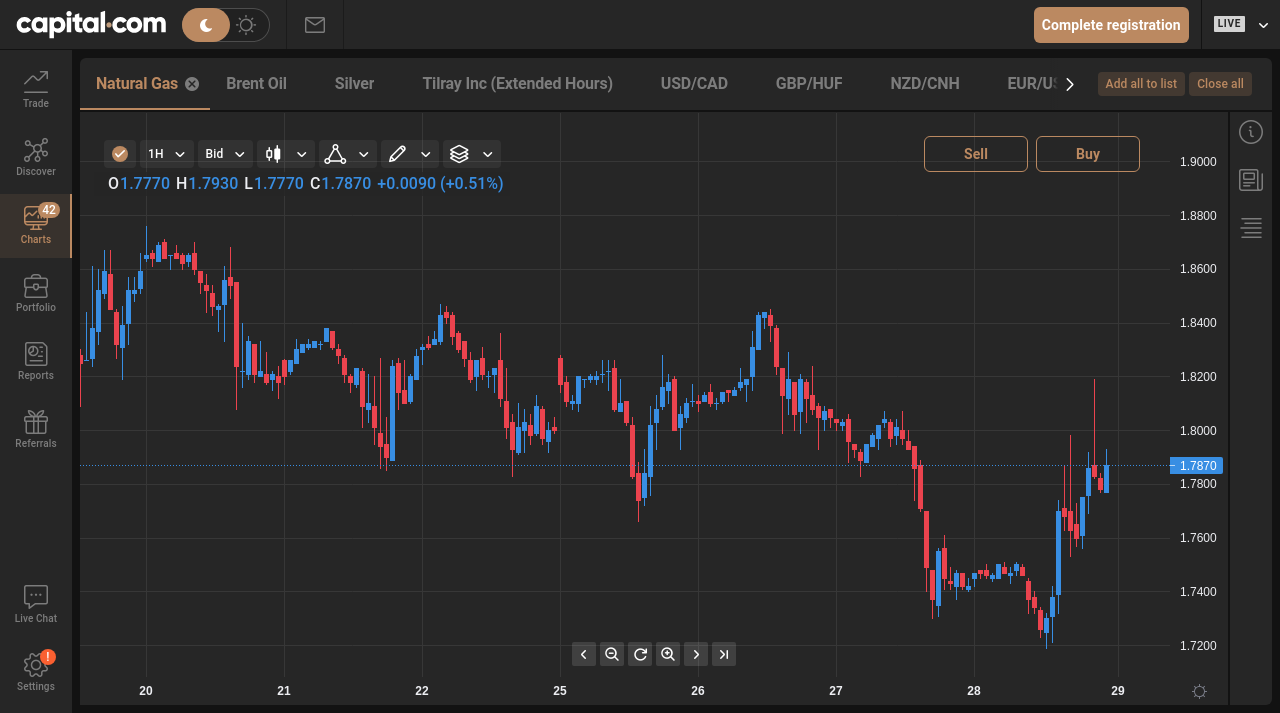 capital.com
Complete registration
LIVE
Natural Gas
Brent Oil
Silver
Tilray Inc (Extended Hours)
USD/CAD
GBP/HUF
NZD/CNH
EUR/US
Add all to list
Close all
Trade
Discover
42
Charts
Portfolio
Reports
Referrals
Live Chat
!
Settings
1H
Bid
Sell
Buy
O1.7770 H1.7930 L1.7770 C1.7870 +0.0090 (+0.51%)
1.9000
1.8800
1.8600
1.8400
1.8200
1.8000
1.7870
1.7800
1.7600
1.7400
1.7200
20
21
22
25
26
27
28
29